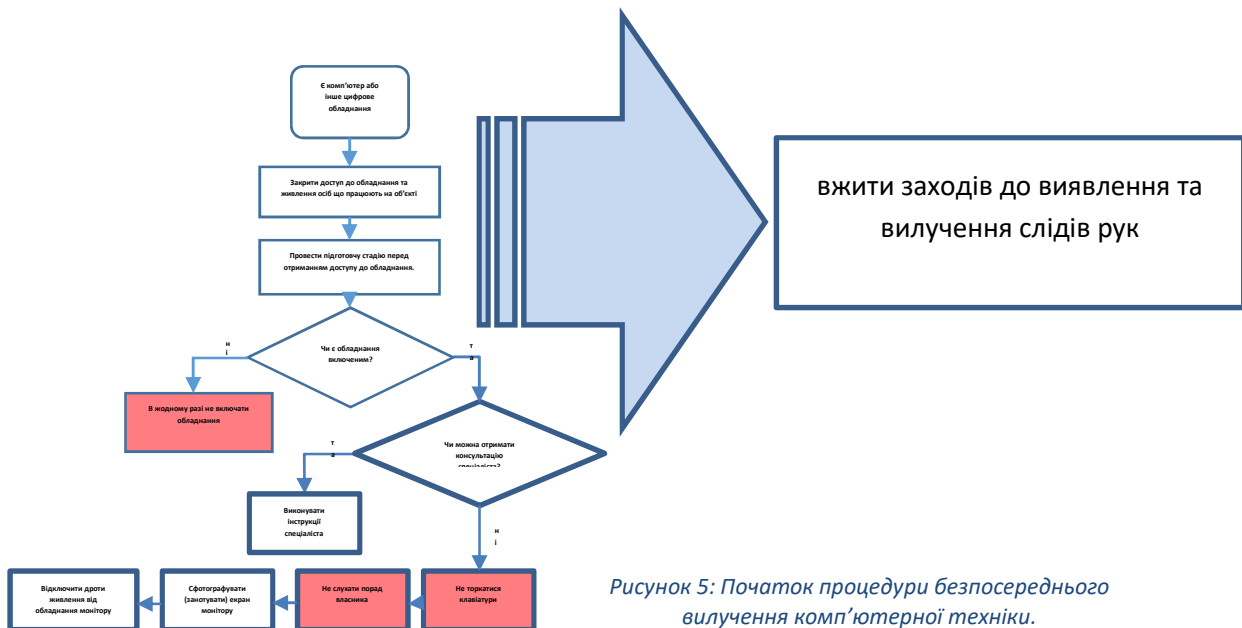 Є комп'ютер або
інше цифрове
обладнання
Закрити доступ до обладнання та
живлення осіб що працюють на об'єкті
Провести підготовчу стадію перед
отриманням доступу до обладнання.
Чи є обладнання
включеним?
ні
та
В жодному разі не включати
обладнання
Чи можна отримати
консультацію
спеціаліста?
та
ні
Виконувати
інструкції
спеціаліста
Відключити дроти
живлення від
обладнання монітору
Сфотографувати
(занотувати) екран
монітору
Не слухати порад
власника
Не торкатися
клавіатури
вжити заходів до виявлення та
вилучення слідів рук
Рисунок 5: Початок процедури безпосереднього
вилучення комп'ютерної техніки.